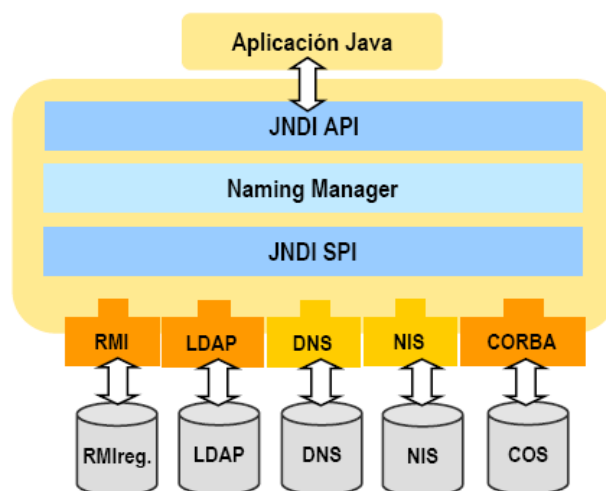 Aplicación Java
JNDI API
Naming Manager
JNDI SPI
RMI LDAP DNS NIS CORBA
RMIreg. LDAP DNS NIS COS